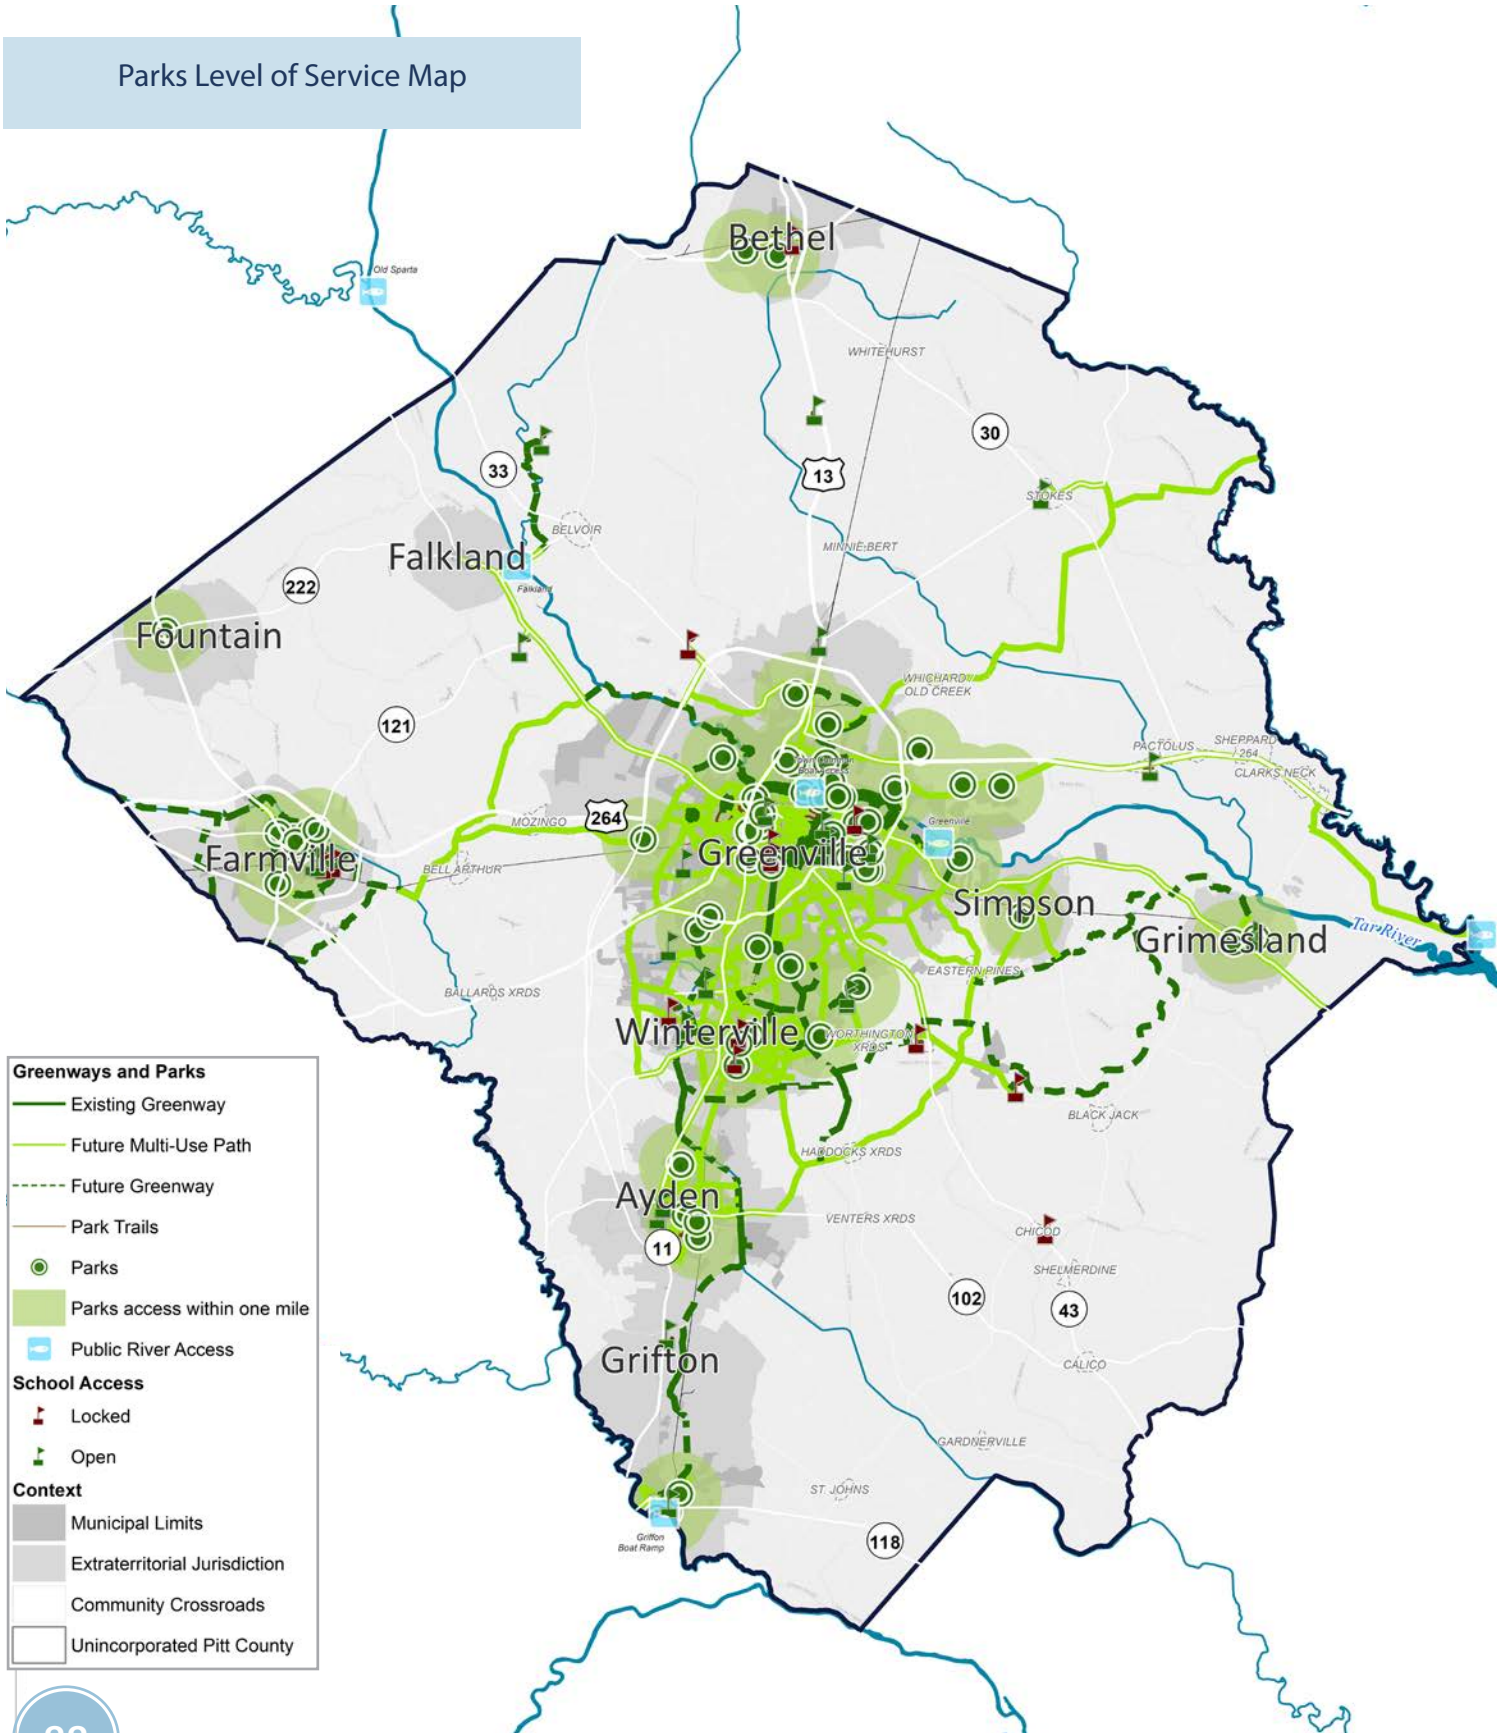 Parks Level of Service Map
Bethel
Old Sparta
WHITEHURST
30
33
13
STOKES
BELVOIR
MINNIE-BERT
Falkland
222
Falkland
Fountain
WHICHARD
OLD CREEK
121
PACTOLUS
SHEPPARD
264
CLARKS NECK
Boat Access
264
MOZINGO
Greenville
Farmville
Greenville
BELL ARTHUR
Simpson
Grimesland
Tar River
EASTERN PINES
BALLARDS XRDS
Winterville
WORTHINGTON
XRDS
BLACK JACK
HADDOCKS XRDS
Ayden
VENTERS XRDS
CHICOD
11
SHELMERDINE
102
43
Grifton
CALICO
GARDNERVILLE
ST. JOHNS
Griffon
Boat Ramp
118
Greenways and Parks
Existing Greenway
Future Multi-Use Path
Future Greenway
Park Trails
Parks
Parks access within one mile
Public River Access
School Access
Locked
Open
Context
Municipal Limits
Extraterritorial Jurisdiction
Community Crossroads
Unincorporated Pitt County